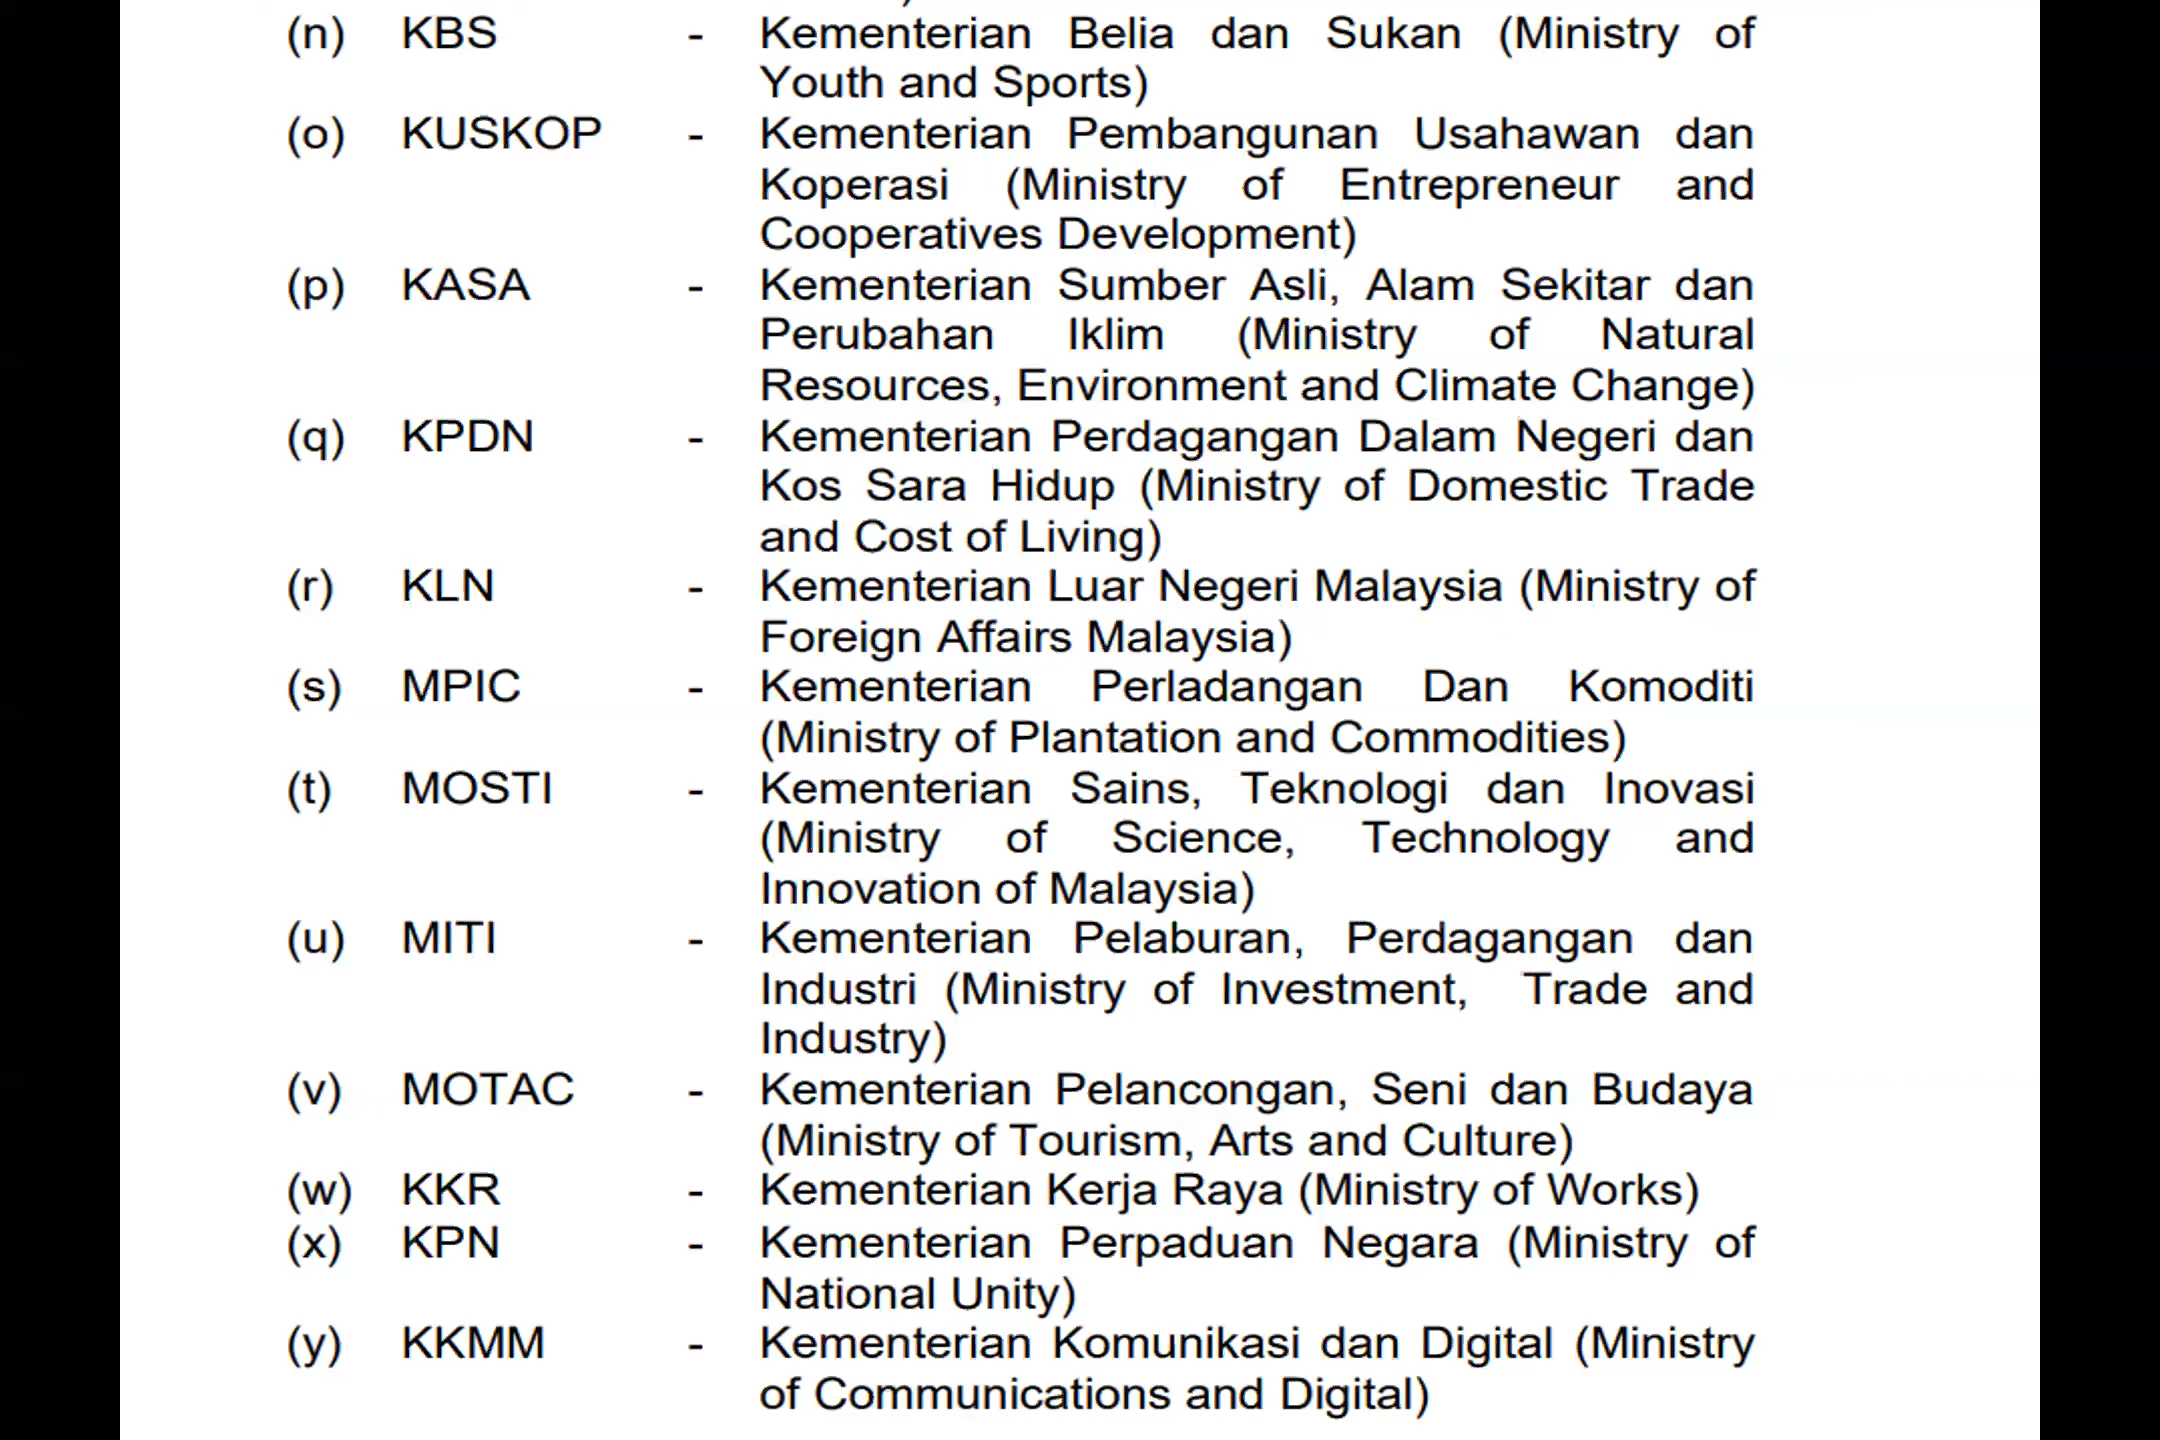 (n) KBS - Kementerian Belia dan Sukan (Ministry of
Youth and Sports)
(o) KUSKOP - Kementerian Pembangunan Usahawan dan
Koperasi (Ministry of Entrepreneur and
Cooperatives Development)
(p) KASA - Kementerian Sumber Asli, Alam Sekitar dan
Perubahan Iklim (Ministry of Natural
Resources, Environment and Climate Change)
(q) KPDN - Kementerian Perdagangan Dalam Negeri dan
Kos Sara Hidup (Ministry of Domestic Trade
and Cost of Living)
(r) KLN - Kementerian Luar Negeri Malaysia (Ministry of
Foreign Affairs Malaysia)
(s) MPIC - Kementerian Perladangan Dan Komoditi
(Ministry of Plantation and Commodities)
(t) MOSTI - Kementerian Sains, Teknologi dan Inovasi
(Ministry of Science, Technology and
Innovation of Malaysia)
(u) MITI - Kementerian Pelaburan, Perdagangan dan
Industri (Ministry of Investment, Trade and
Industry)
(v) MOTAC - Kementerian Pelancongan, Seni dan Budaya
(Ministry of Tourism, Arts and Culture)
(w) KKR - Kementerian Kerja Raya (Ministry of Works)
(x) KPN - Kementerian Perpaduan Negara (Ministry of
National Unity)
(y) KKMM - Kementerian Komunikasi dan Digital (Ministry
of Communications and Digital)